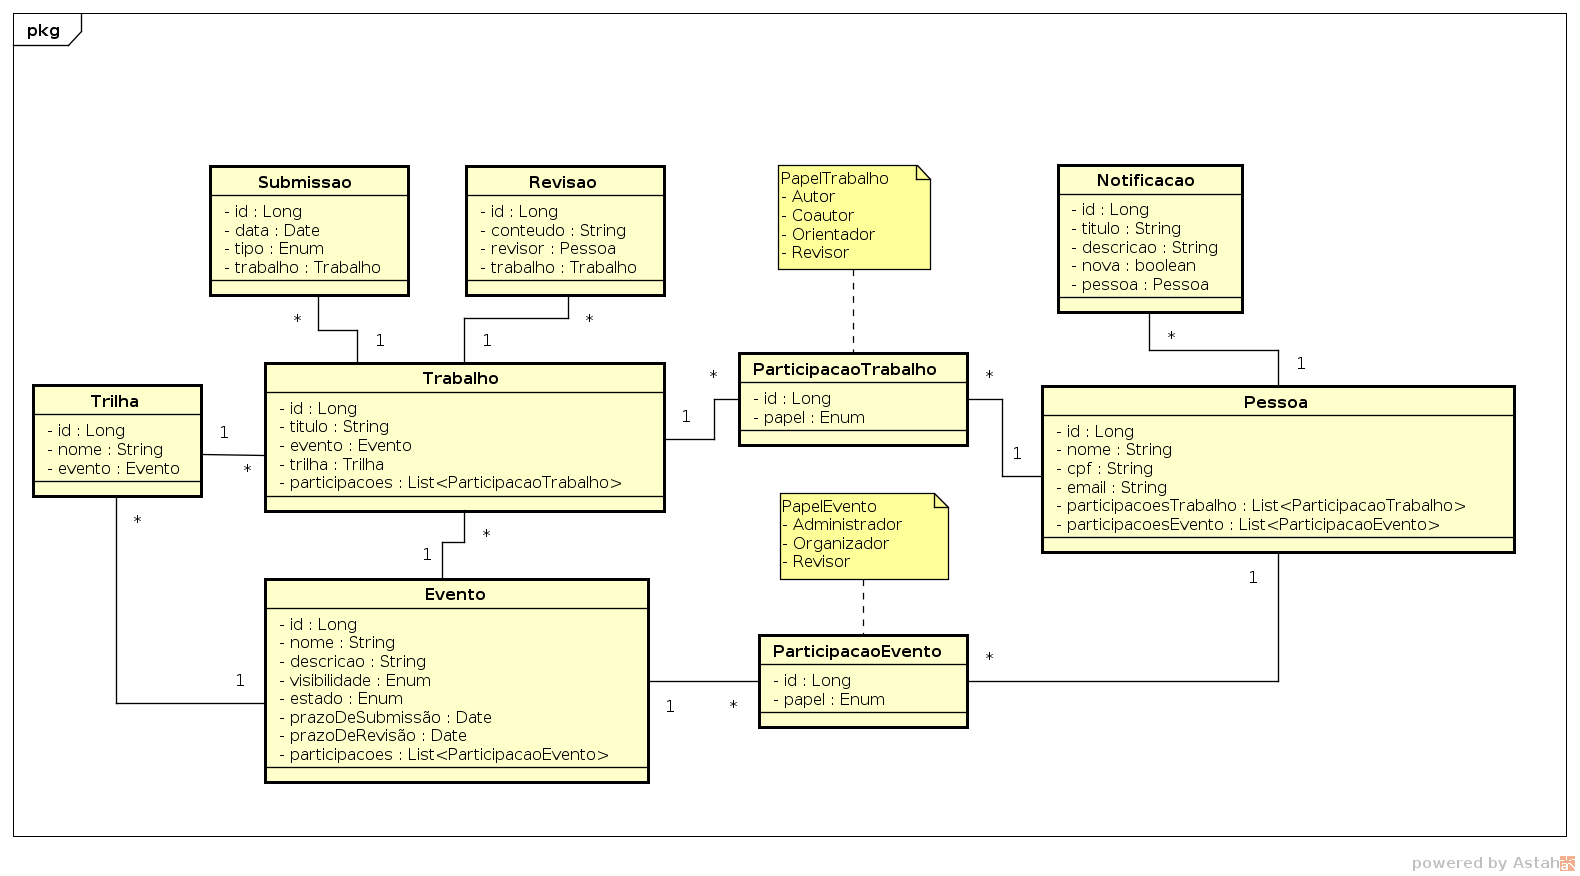 pkg
Submissao
- id : Long
- data : Date
- tipo : Enum
- trabalho : Trabalho
Revisao
- id : Long
- conteudo : String
- revisor : Pessoa
- trabalho : Trabalho
PapelTrabalho
- Autor
- Coautor
- Orientador
- Revisor
Notificacao
- id : Long
- titulo : String
- descricao : String
- nova : boolean
- pessoa : Pessoa
*
1
*
1
*
1
Trilha
- id : Long
- nome : String
- evento : Evento
1
*
Trabalho
- id : Long
- titulo : String
- evento : Evento
- trilha : Trilha
- participacoes : List<ParticipacaoTrabalho>
1
*
ParticipacaoTrabalho
- id : Long
- papel : Enum
*
1
Pessoa
- id : Long
- nome : String
- cpf : String
- email : String
- participacoesTrabalho : List<ParticipacaoTrabalho>
- participacoesEvento : List<ParticipacaoEvento>
*
1
*
1
PapelEvento
- Administrador
- Organizador
- Revisor
Evento
- id : Long
- nome : String
- descricao : String
- visibilidade : Enum
- estado : Enum
- prazoDeSubmissão : Date
- prazoDeRevisão : Date
- participacoes : List<ParticipacaoEvento>
1
*
ParticipacaoEvento
- id : Long
- papel : Enum
*
1
powered by Astah